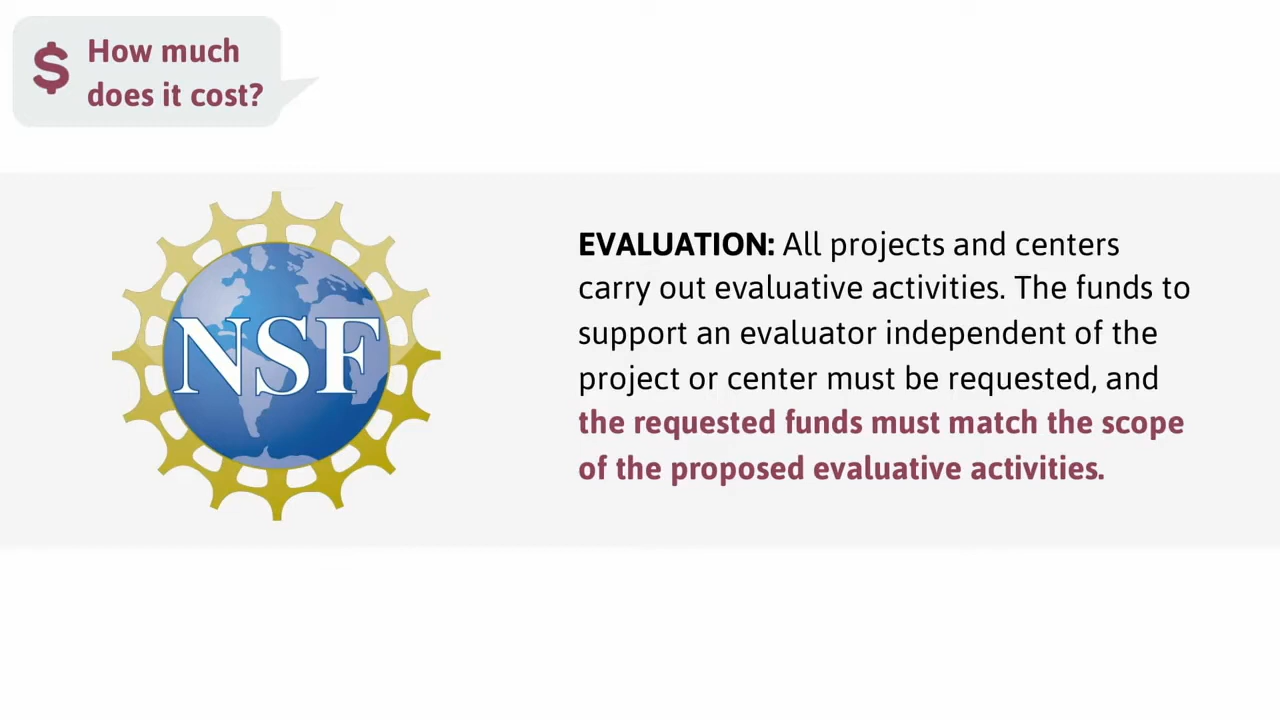 $ How much
does it cost?
NSF
EVALUATION: All projects and centers
carry out evaluative activities. The funds to
support an evaluator independent of the
project or center must be requested, and
the requested funds must match the scope
of the proposed evaluative activities.